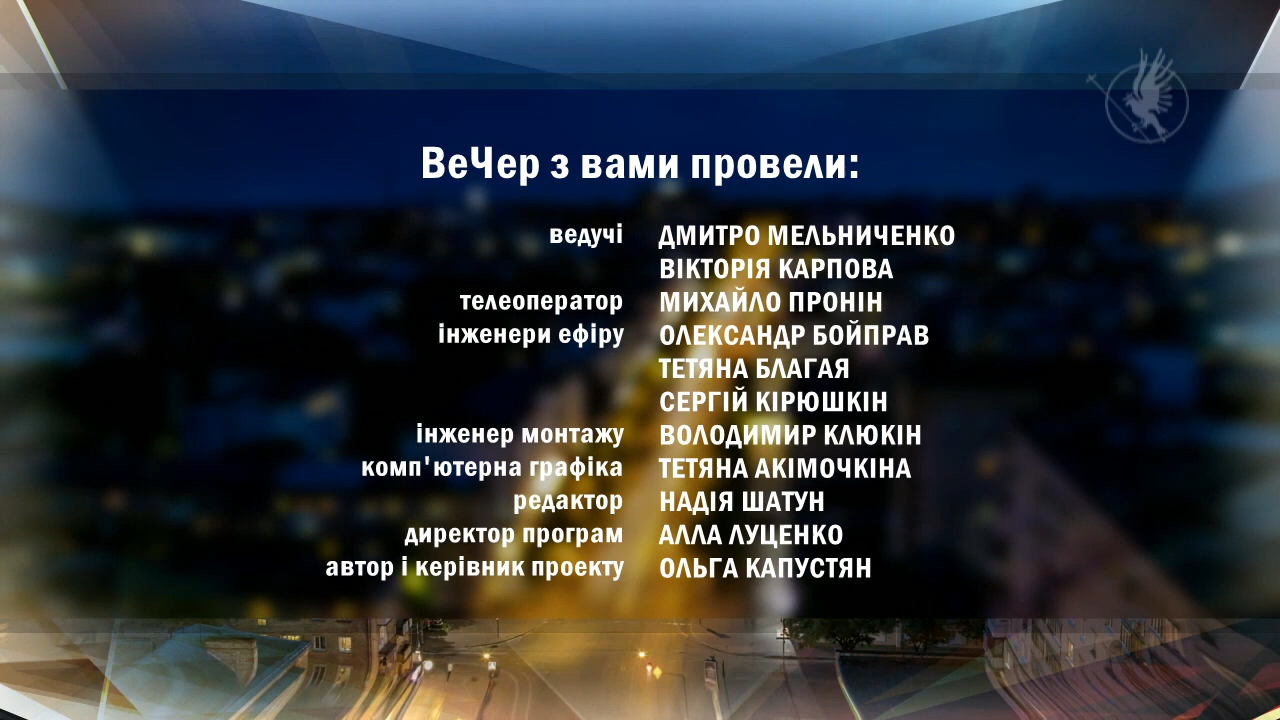 ВеЧер з вами провели:
ведучі ДМИТРО МЕЛЬНИЧЕНКО
ВІКТОРІЯ КАРПОВА
телеоператор МИХАЙЛО ПРОНІН
інженери ефіру ОЛЕКСАНДР БОЙПРАВ
ТЕТЯНА БЛАГАЯ
СЕРГІЙ КІРЮШКІН
інженер монтажу ВОЛОДИМИР КЛЮКІН
комп'ютерна графіка ТЕТЯНА АКІМОЧКІНА
редактор НАДІЯ ШАТУН
директор програм АЛЛА ЛУЦЕНКО
автор і керівник проекту ОЛЬГА КАПУСТЯН